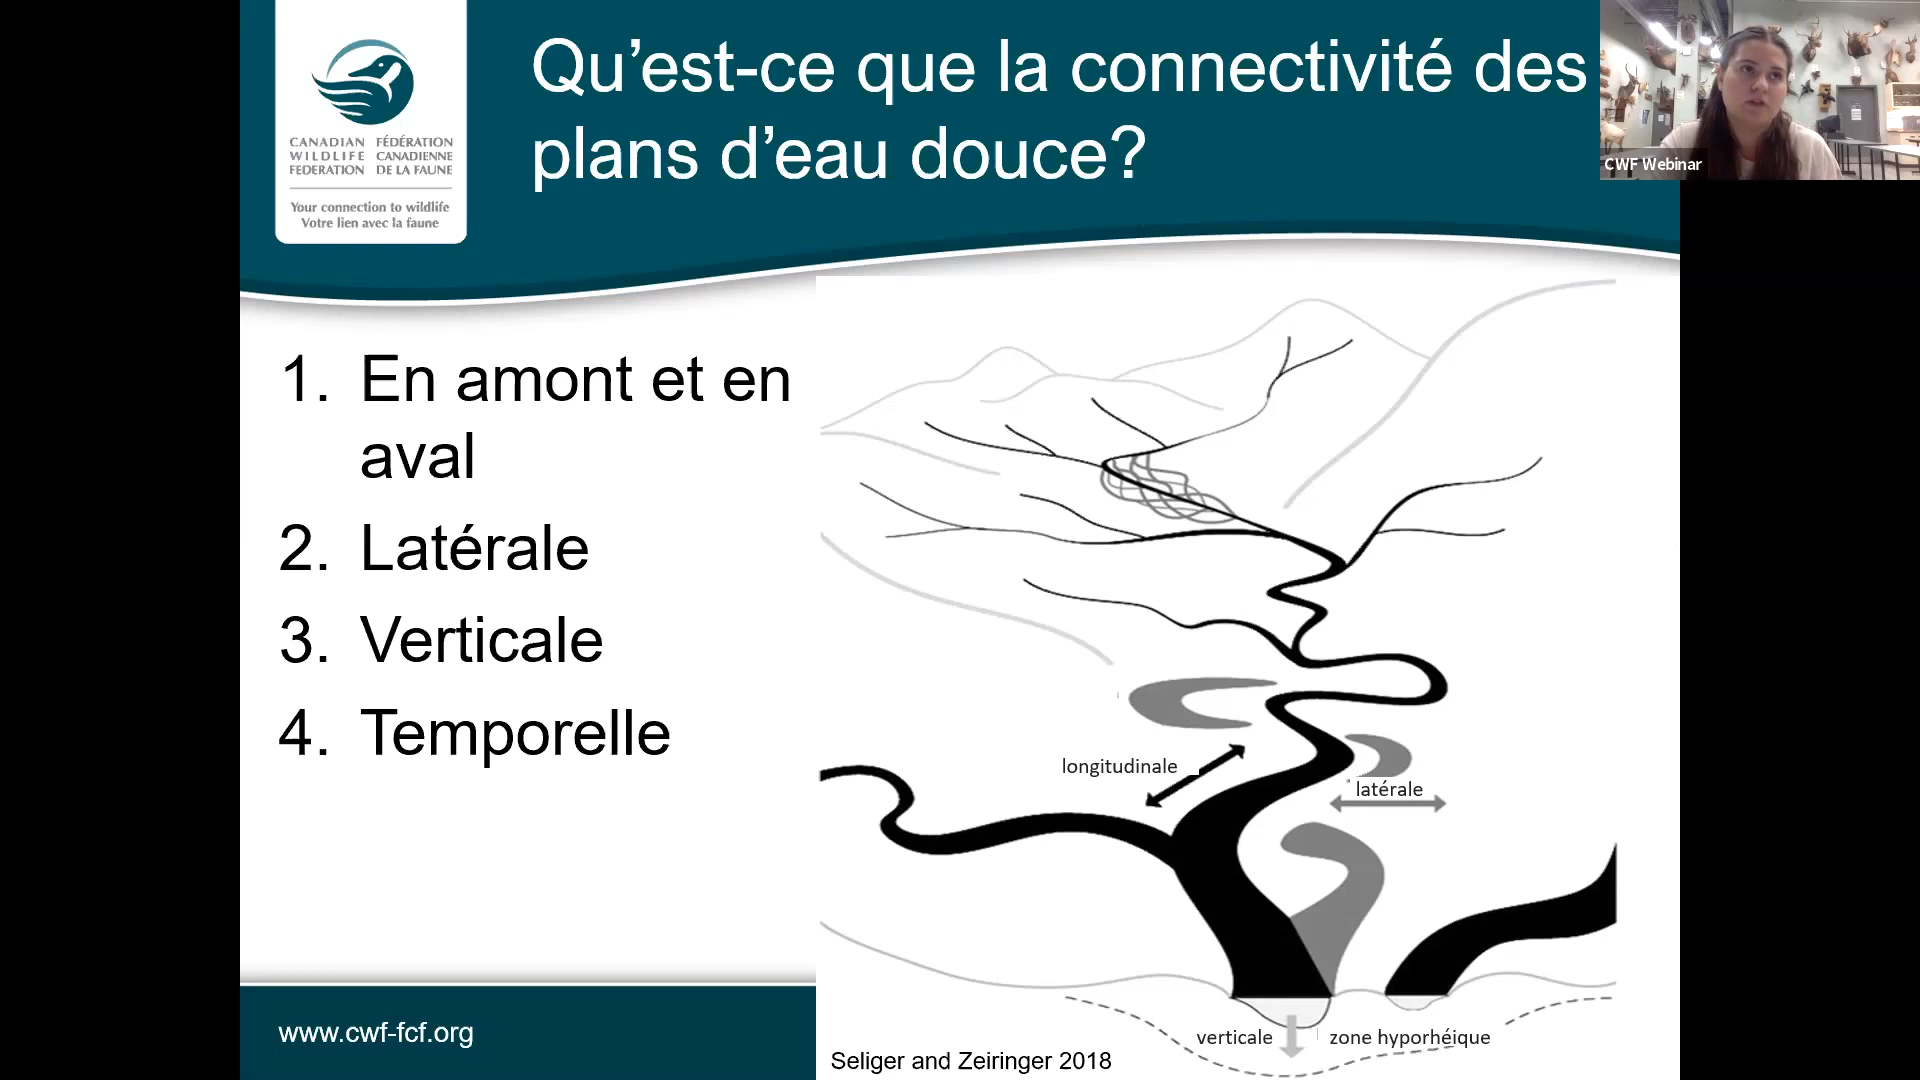 CANADIAN FÉDÉRATION
WILDLIFE CANADIENNE
FEDERATION DE LA FAUNE
Your connection to wildlife
Votre lien avec la faune
Qu’est-ce que la connectivité des
plans d’eau douce?
CWF Webinar
1. En amont et en
aval
2. Latérale
3. Verticale
4. Temporelle
longitudinale
latérale
verticale
zone hyporhéique
Seliger and Zeiringer 2018
www.cwf-fcf.org